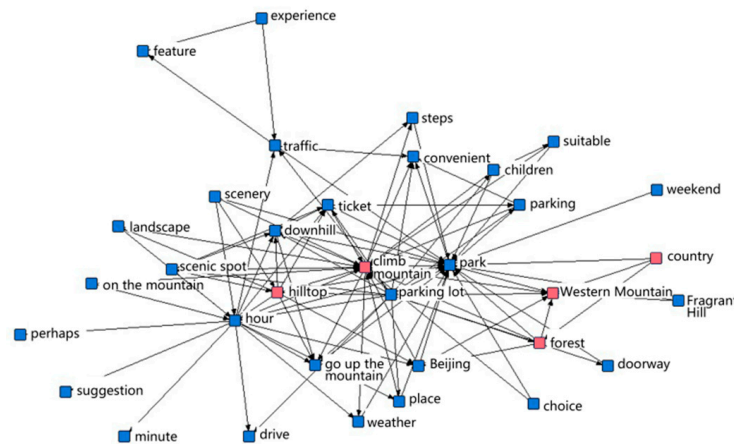 experience
feature
steps
traffic
suitable
convenient
children
scenery
weekend
ticket
parking
landscape
downhill
country
climb
mountain
park
scenic spot
on the mountain
hilltop
parking lot
Western Mountain
Fragrant
Hill
hour
perhaps
forest
go up the
mountain
Beijing
doorway
suggestion
place
choice
weather
minute
drive